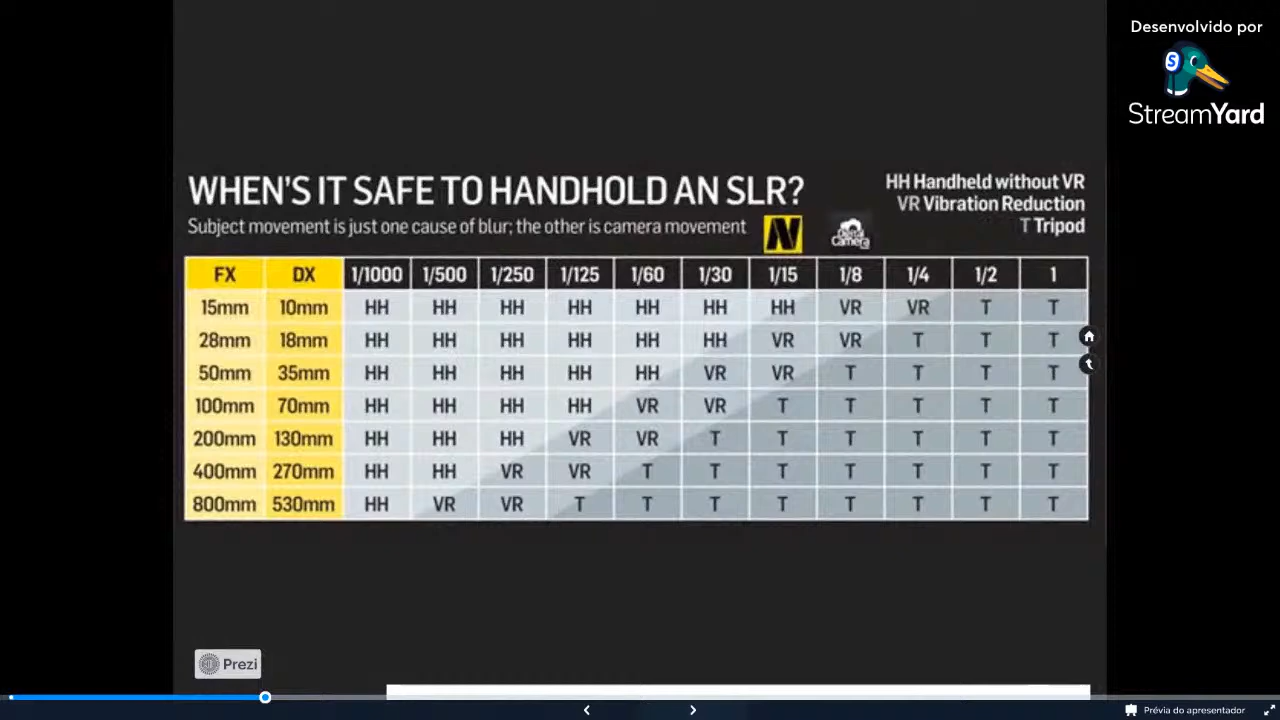 Desenvolvido por
StreamYard
WHEN'S IT SAFE TO HANDHOLD AN SLR?
Subject movement is just one cause of blur; the other is camera movement
N
Digital Camera
HH Handheld without VR
VR Vibration Reduction
T Tripod
FX DX 1/1000 1/500 1/250 1/125 1/60 1/30 1/15 1/8 1/4 1/2 1
15mm 10mm HH HH HH HH HH HH HH VR VR T T
28mm 18mm HH HH HH HH HH HH VR VR T T T
50mm 35mm HH HH HH HH HH VR VR T T T T
100mm 70mm HH HH HH HH VR VR T T T T T
200mm 130mm HH HH HH VR VR T T T T T T
400mm 270mm HH HH VR VR T T T T T T T
800mm 530mm HH VR VR T T T T T T T T
Prezi
Prévia do apresentador